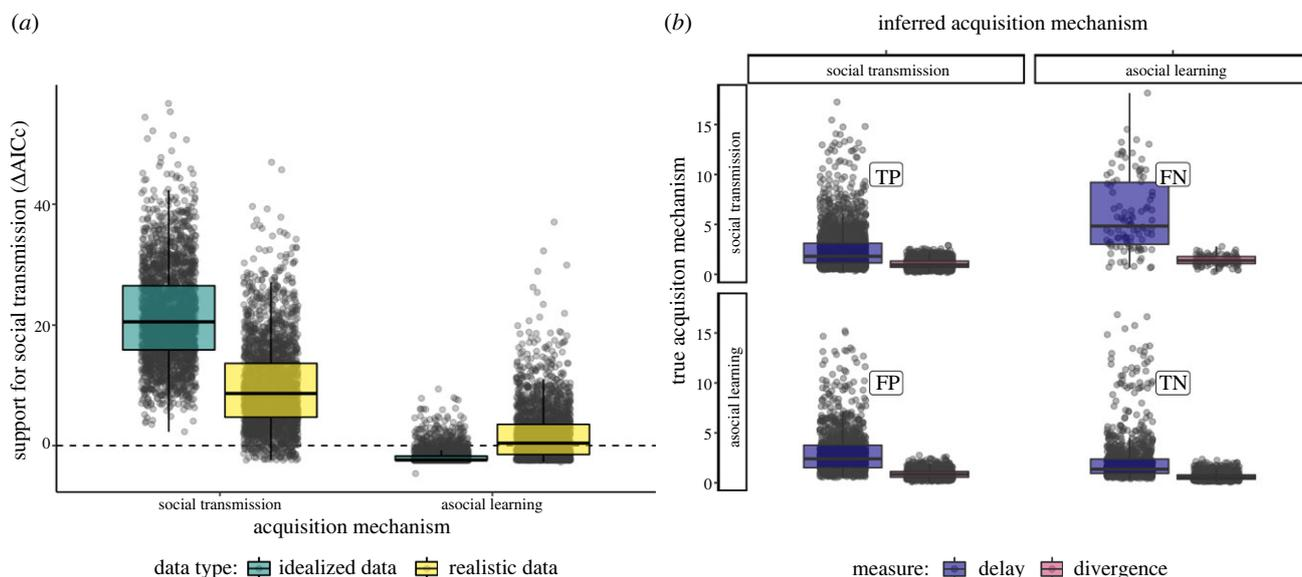 (a)
support for social transmission (ΔAICc)
40
20
0
social transmission
asocial learning
acquisition mechanism
data type: idealized data realistic data
(b)
inferred acquisition mechanism
social transmission
asocial learning
true acquisiton mechanism
social transmission
15
10
5
0
TP
FN
asocial learning
15
10
5
0
FP
TN
measure: delay divergence